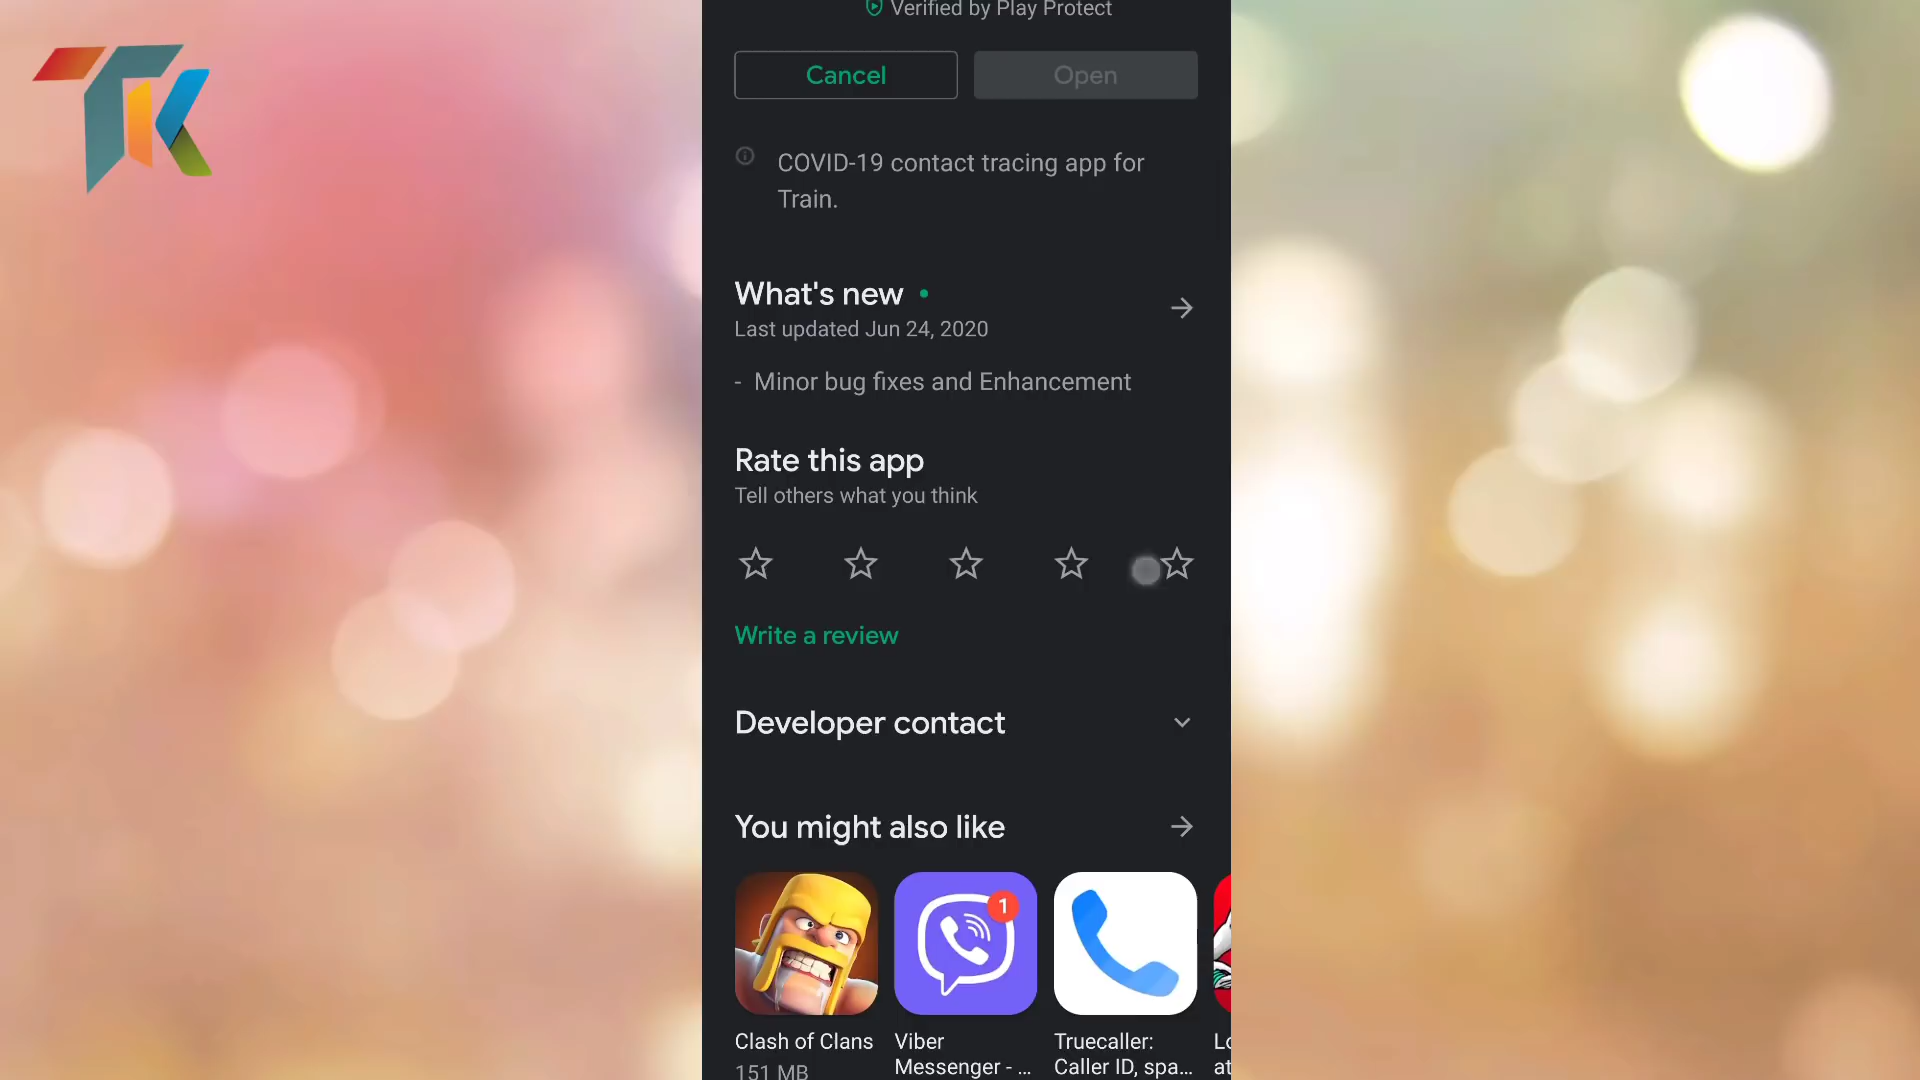 TK
Verified by Play Protect
Cancel
Open
COVID-19 contact tracing app for
Train.
What's new
Last updated Jun 24, 2020
- Minor bug fixes and Enhancement
Rate this app
Tell others what you think
Write a review
Developer contact
You might also like
1
Clash of Clans
151 MB
Viber
Messenger - ...
Truecaller:
Caller ID, spa...